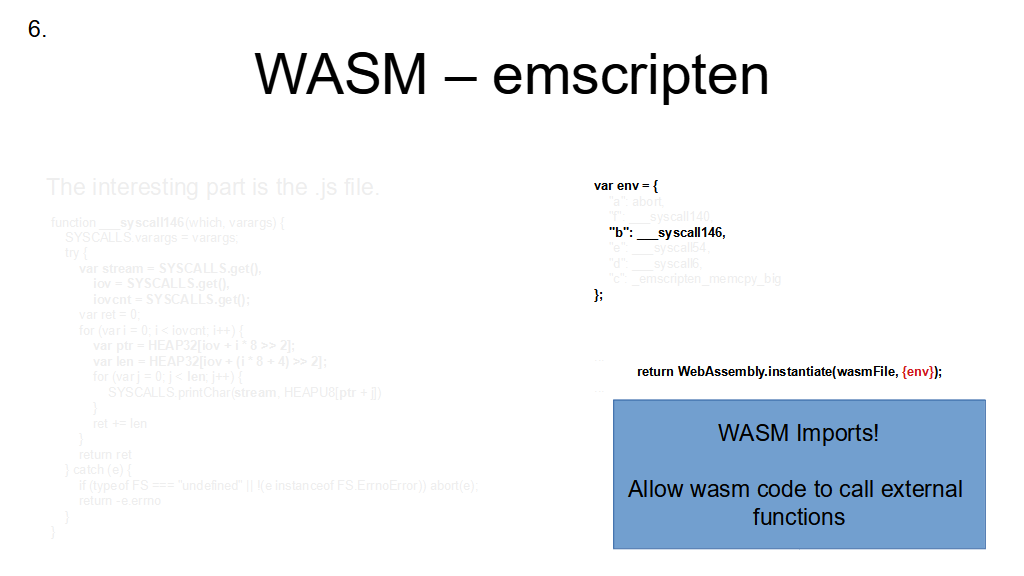 6.
WASM – emscripten
The interesting part is the .js file.
function ___syscall146(which, varargs) {
SYSCALLS.varargs = varargs;
try {
var stream = SYSCALLS.get(),
iov = SYSCALLS.get(),
iovcnt = SYSCALLS.get();
var ret = 0;
for (var i = 0; i < iovcnt; i++) {
var ptr = HEAP32[iov + i * 8 >> 2];
var len = HEAP32[iov + (i * 8 + 4) >> 2];
for (var j = 0; j < len; j++) {
SYSCALLS.printChar(stream, HEAPU8[ptr + j])
}
ret += len
}
return ret
} catch (e) {
if (typeof FS === "undefined" || !(e instanceof FS.ErrnoError)) abort(e);
return -e.errno
}
}
var env = {
"a": abort,
"f": ___syscall140,
"b": ___syscall146,
"e": ___syscall54,
"d": ___syscall6,
"c": _emscripten_memcpy_big
};
...
return WebAssembly.instantiate(wasmFile, {env});
...
WASM Imports!
Allow wasm code to call external
functions